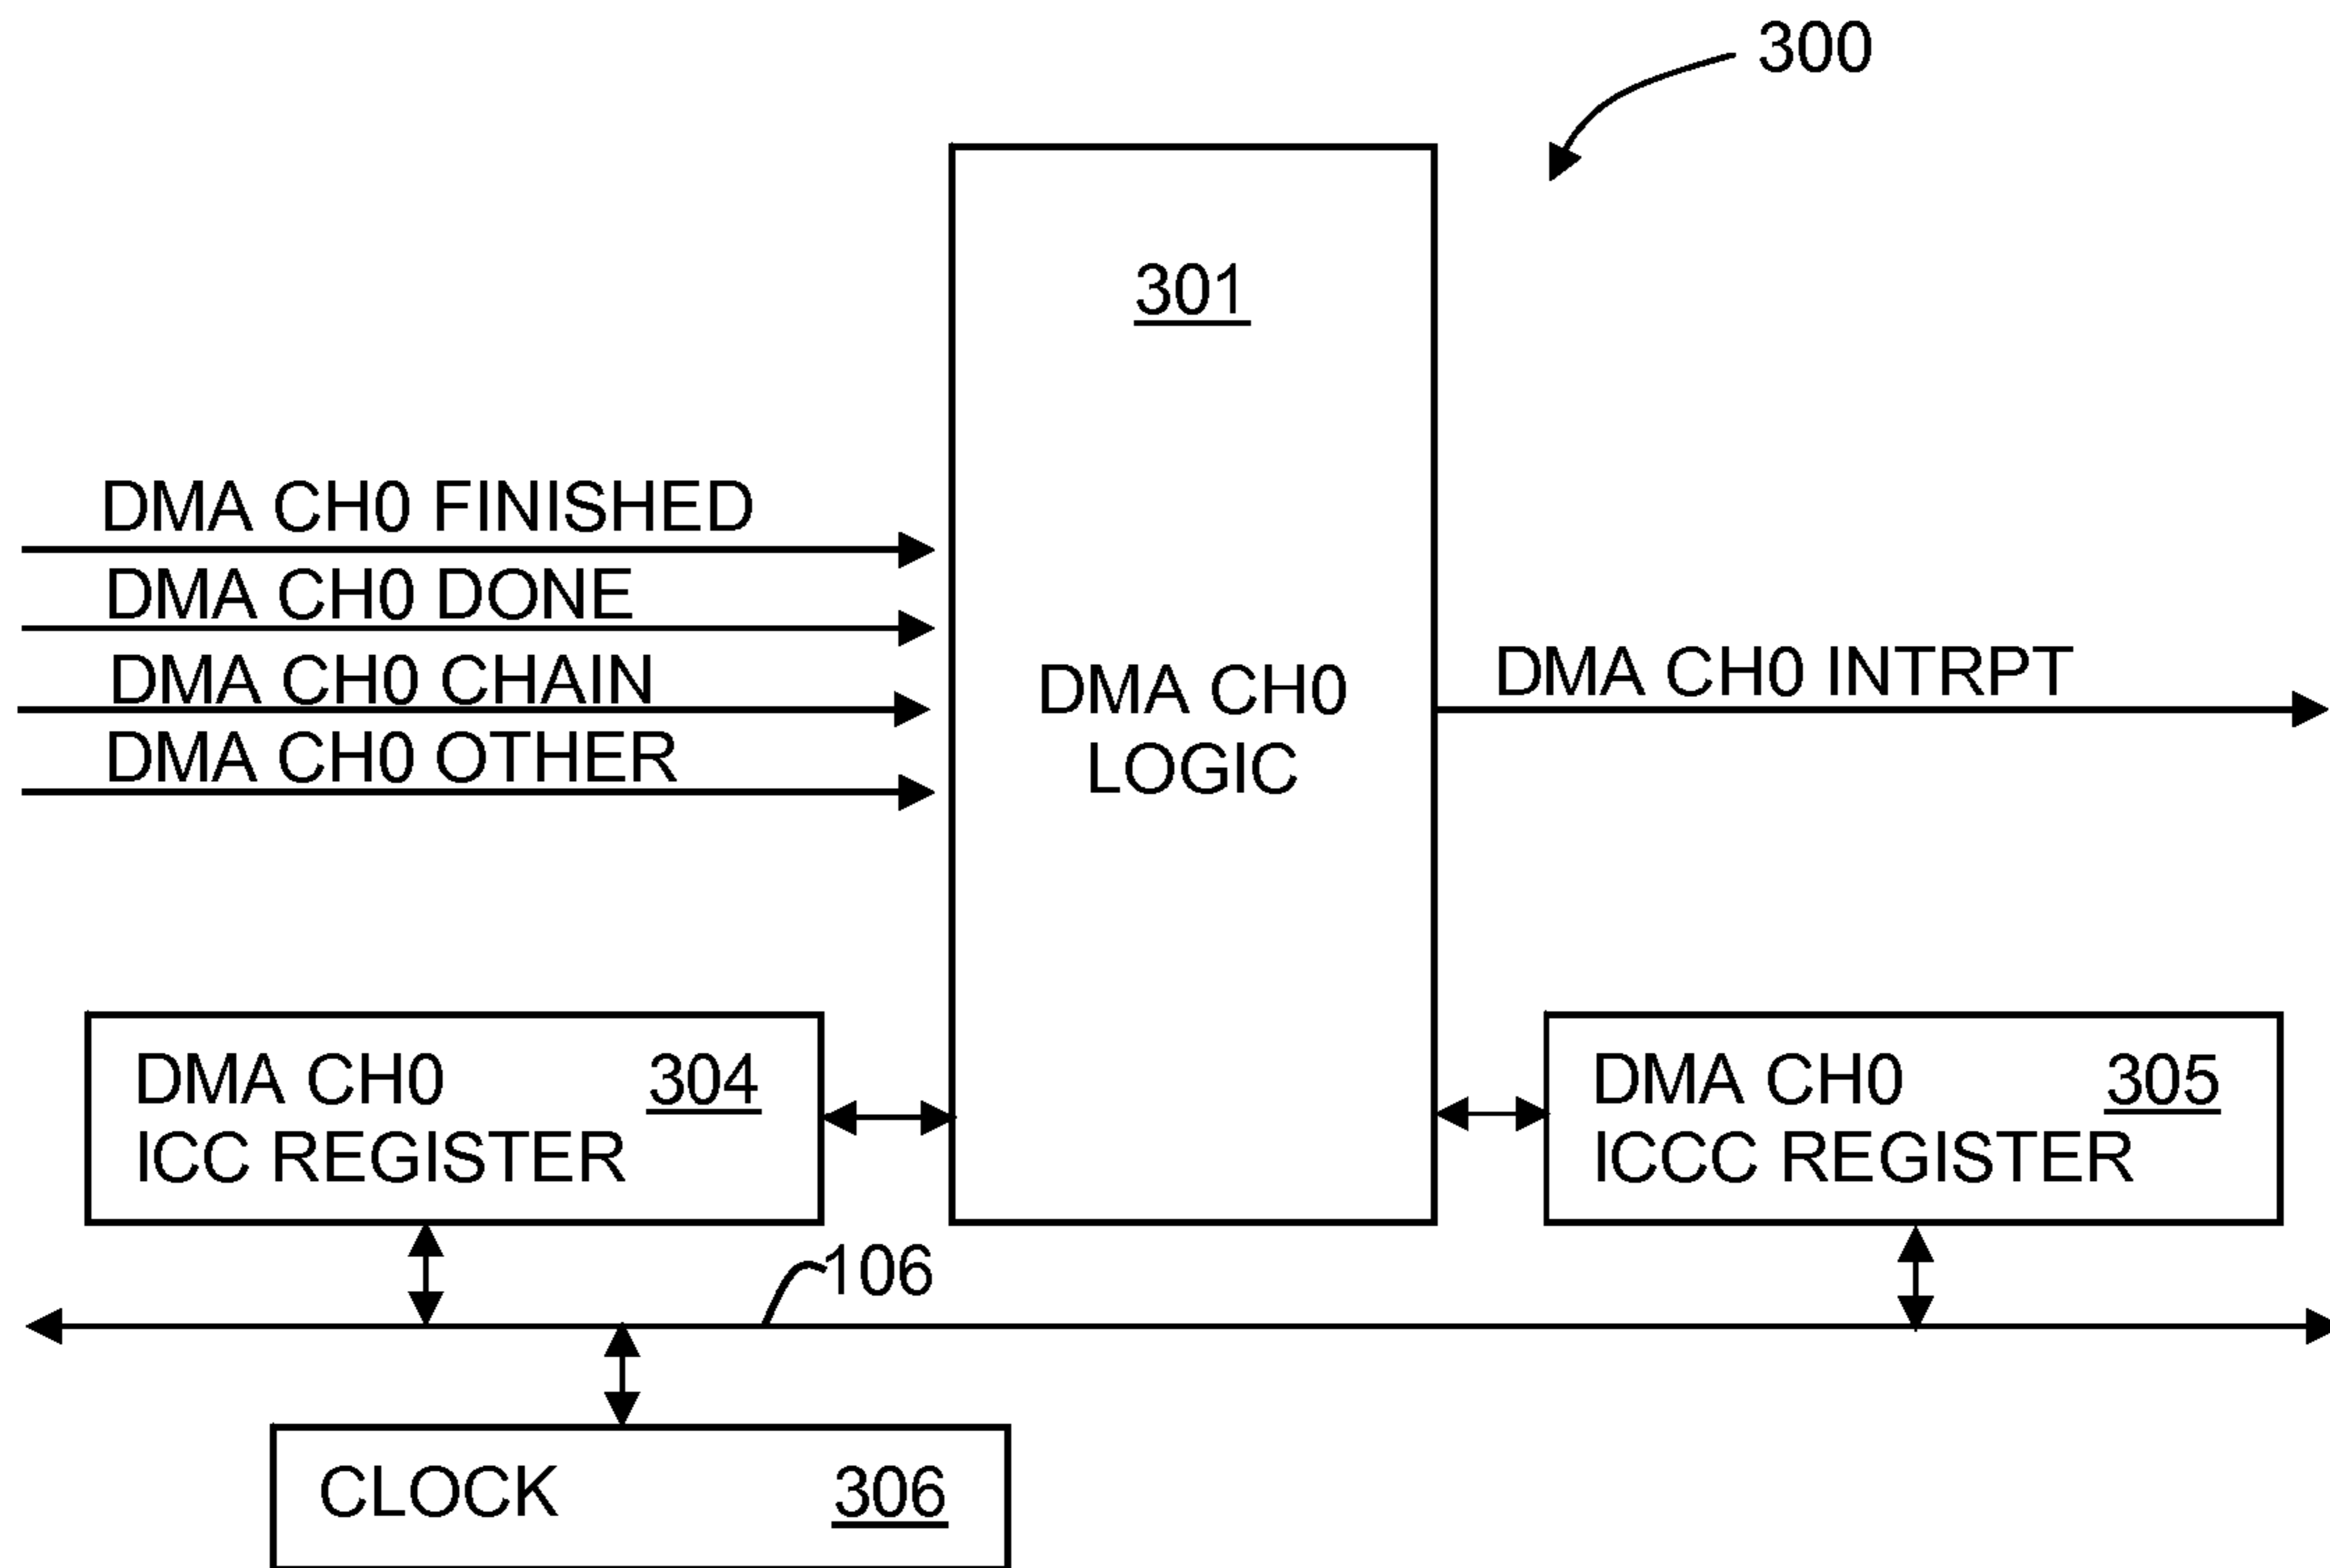 300
301
DMA CH0 FINISHED
DMA CH0 DONE
DMA CH0 CHAIN
DMA CH0 OTHER
DMA CH0
LOGIC
DMA CH0 INTRPT
DMA CH0 304
ICC REGISTER
DMA CH0 305
ICCC REGISTER
106
CLOCK 306